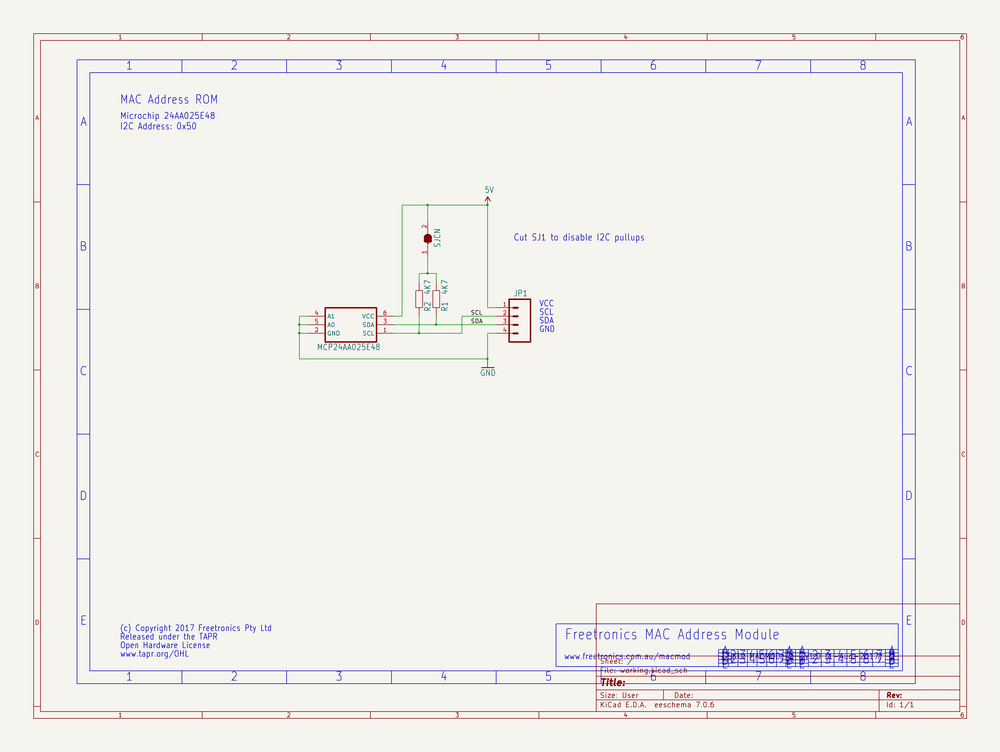 1 2 3 4 5 6
1 2 3 4 5 6 7 8
MAC Address ROM
Microchip 24AA025E48
I2C Address: 0x50
A A A A
5V
2
SJCN
1
Cut SJ1 to disable I2C pullups
B B B B
R2 4K7
R1 4K7
JP1
4 A1 VCC 6
5 A0 SDA 3
2 GND SCL 1
MCP24AA025E48
SCL
SDA
1 VCC
2 SCL
3 SDA
4 GND
GND
C C C C
D D D D
E E
(c) Copyright 2017 Freetronics Pty Ltd
Released under the TAPR
Open Hardware License
www.tapr.org/OHL
Freetronics MAC Address Module
www.freetronics.com.au/macmod
Sheet: /
File: working.kicad_sch
1 2 3 4 5 6 7 8
Title:
Size: User Date: Rev:
KiCad E.D.A. eeschema 7.0.6 Id: 1/1
1 2 3 4 5 6